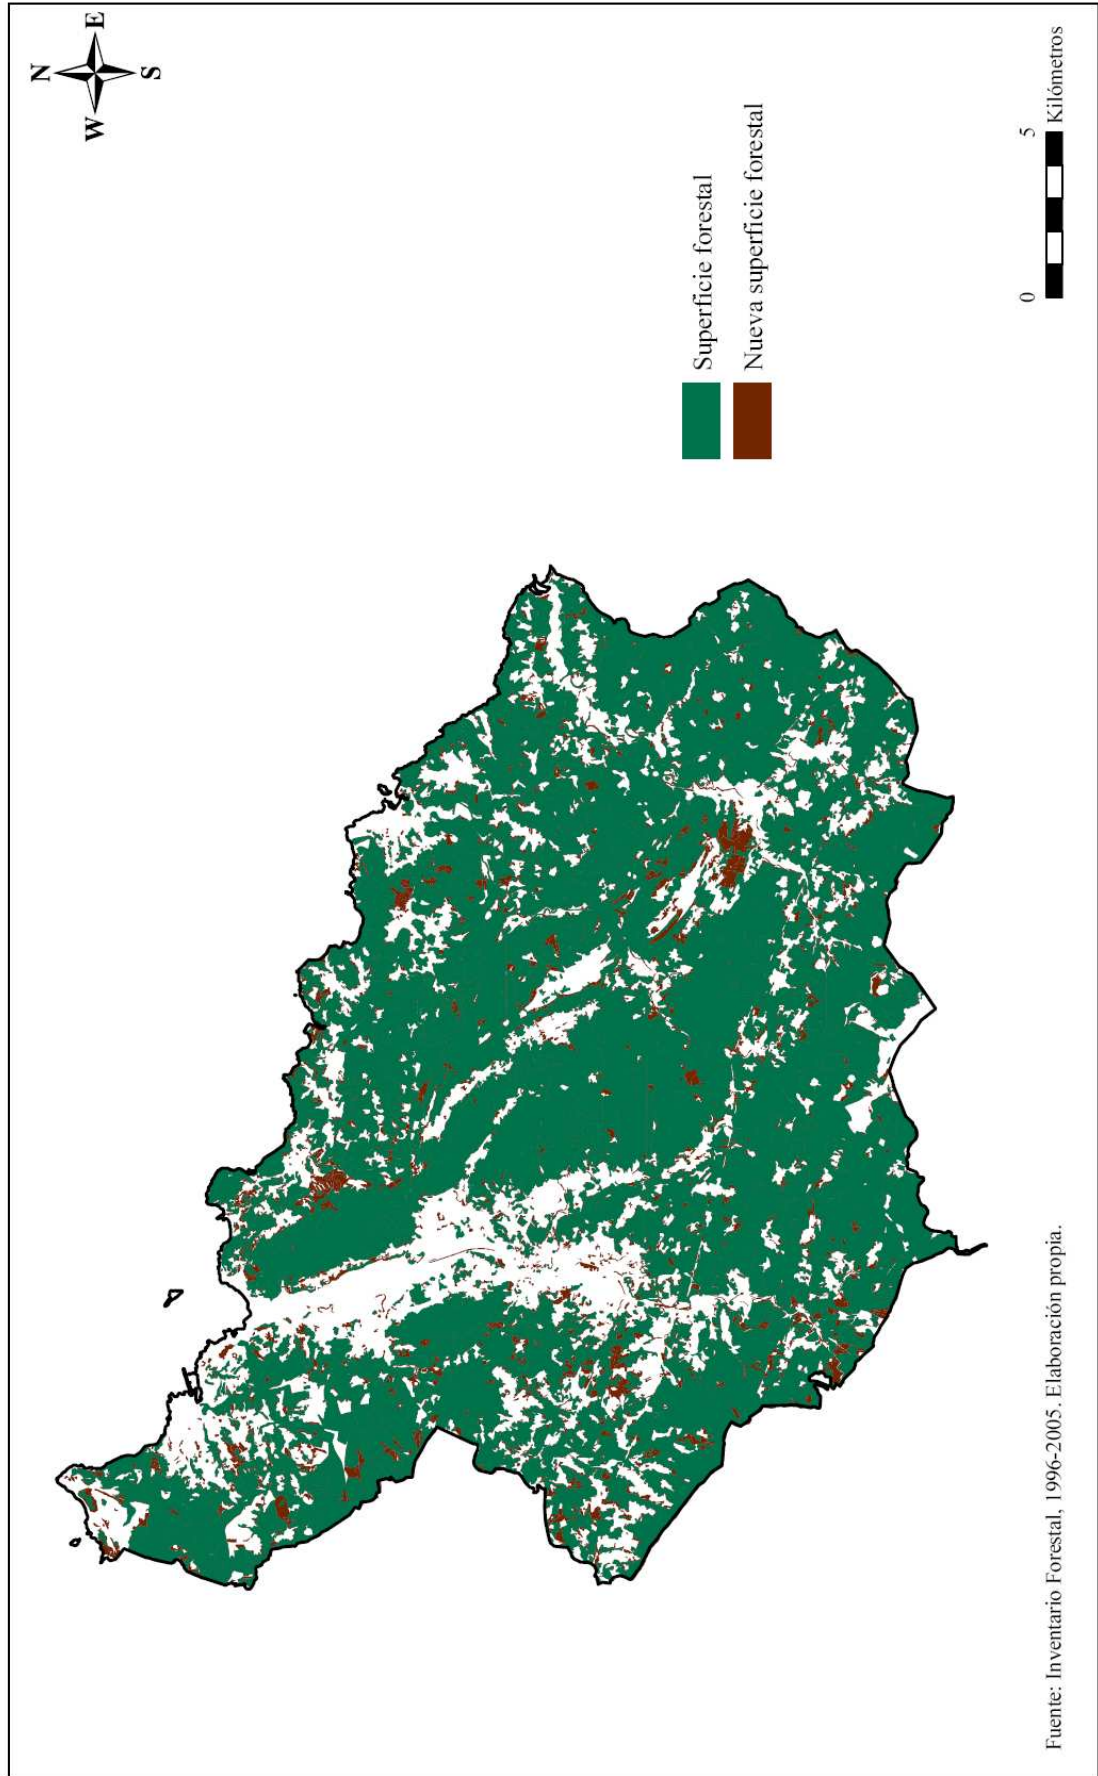 N
W
E
S
Superficie forestal
Nueva superficie forestal
0
5
Kilómetros
Fuente: Inventario Forestal, 1996-2005. Elaboración propia.